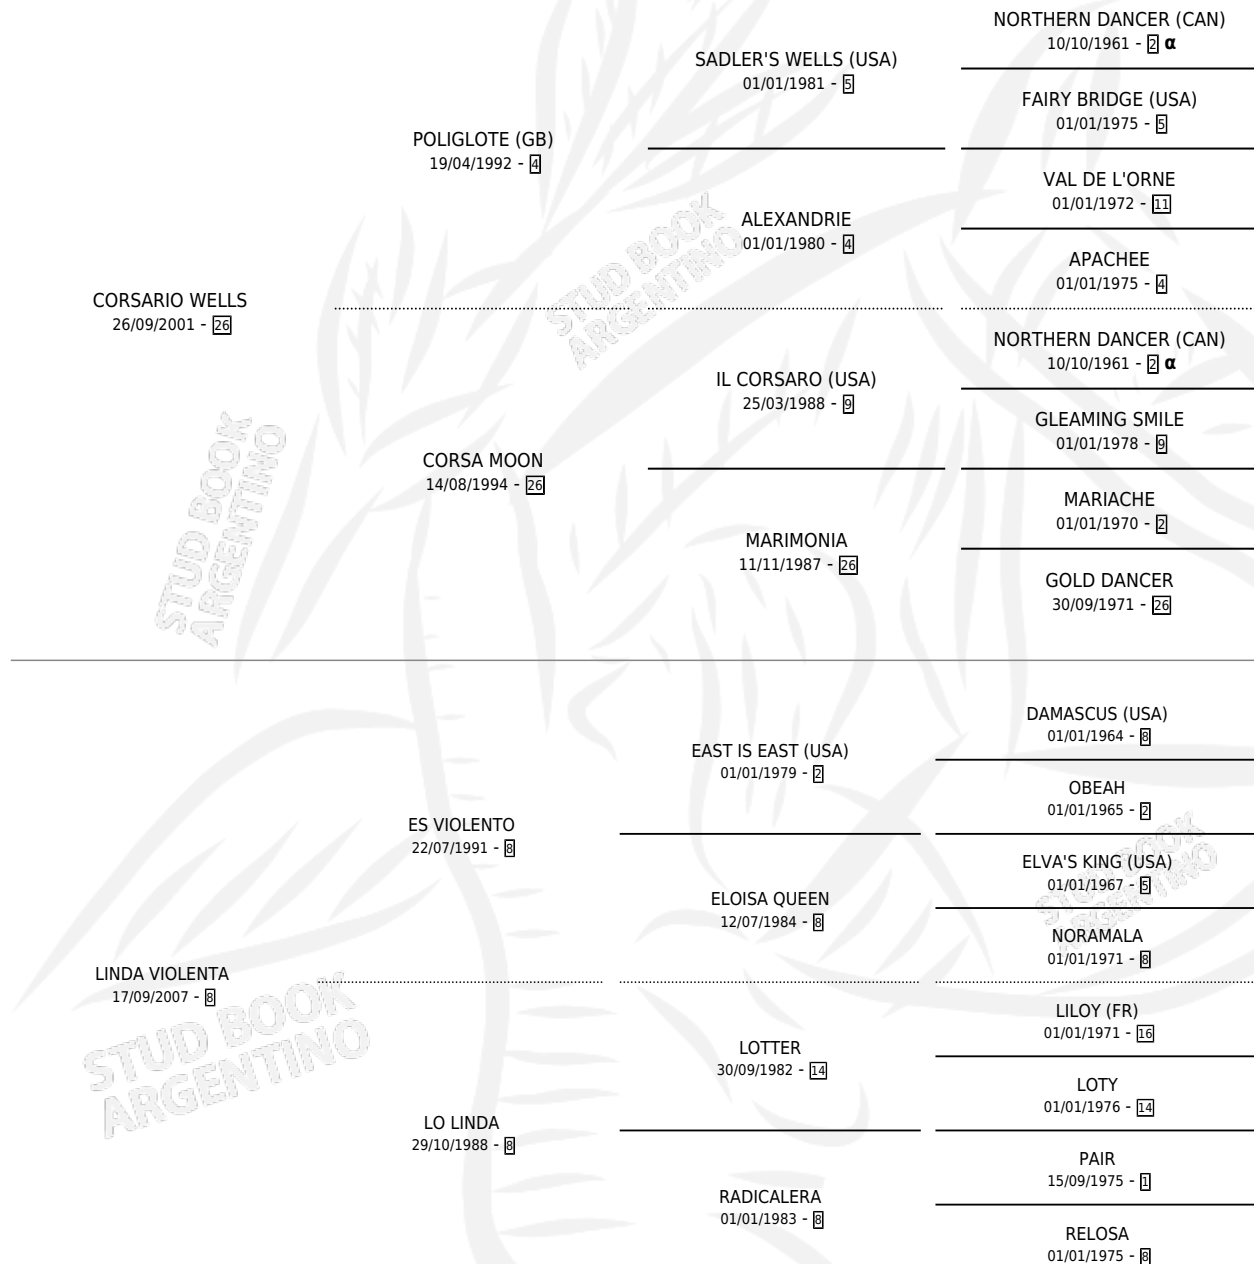 NORTHERN DANCER (CAN)
10/10/1961 - 2 α
SADLER'S WELLS (USA)
01/01/1981 - 5
FAIRY BRIDGE (USA)
01/01/1975 - 5
POLIGLOTE (GB)
19/04/1992 - 4
VAL DE L'ORNE
01/01/1972 - 11
ALEXANDRIE
01/01/1980 - 4
APACHEE
01/01/1975 - 4
CORSARIO WELLS
26/09/2001 - 26
STUD BOOK
ARGENTINO
NORTHERN DANCER (CAN)
10/10/1961 - 2 α
IL CORSARO (USA)
25/03/1988 - 9
GLEAMING SMILE
01/01/1978 - 9
CORSA MOON
14/08/1994 - 26
MARIACHE
01/01/1970 - 2
MARIMONIA
11/11/1987 - 26
GOLD DANCER
30/09/1971 - 26
STUD BOOK
ARGENTINO
DAMASCUS (USA)
01/01/1964 - 8
EAST IS EAST (USA)
01/01/1979 - 2
OBEAH
01/01/1965 - 2
ES VIOLENTO
22/07/1991 - 8
ELVA'S KING (USA)
01/01/1967 - 5
STUD BOOK
ARGENTINO
ELOISA QUEEN
12/07/1984 - 8
NORAMALA
01/01/1971 - 8
LINDA VIOLENTA
17/09/2007 - 8
STUD BOOK
ARGENTINO
LILOY (FR)
01/01/1971 - 16
LOTTER
30/09/1982 - 14
LOTY
01/01/1976 - 14
LO LINDA
29/10/1988 - 8
PAIR
15/09/1975 - 1
RADICALERA
01/01/1983 - 8
RELOSA
01/01/1975 - 8